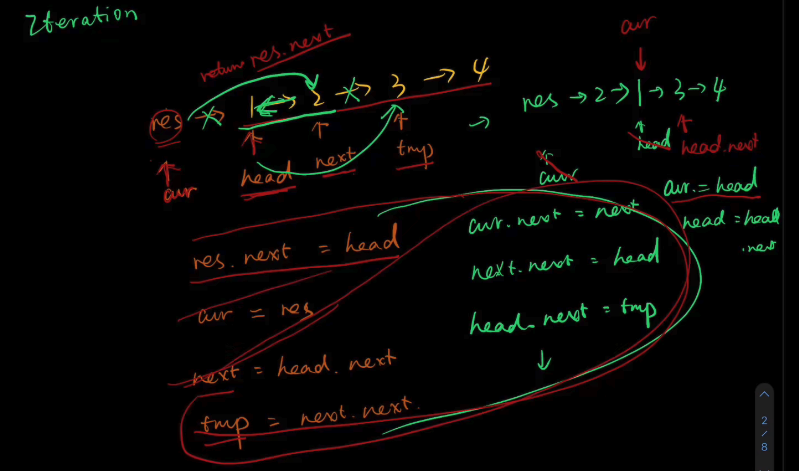 Iteration
cur
return res.next
res → 1 → 2 → 3 → 4
res → 2 → 1 → 3 → 4
→
cur
head
next
tmp
head
head.next
cur
cur = head
head = head
.next
res.next = head
cur = res
next = head.next
tmp = next.next.
cur.next = next
next.next = head
head.next = tmp
↓
2
/
8